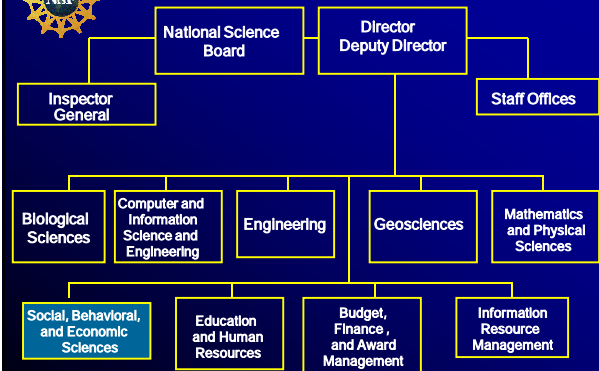 NSF
National Science
Board
Director
Deputy Director
Inspector
General
Staff Offices
Biological
Sciences
Computer and
Information
Science and
Engineering
Engineering
Geosciences
Mathematics
and Physical
Sciences
Social, Behavioral,
and Economic
Sciences
Education
and Human
Resources
Budget,
Finance ,
and Award
Management
Information
Resource
Management